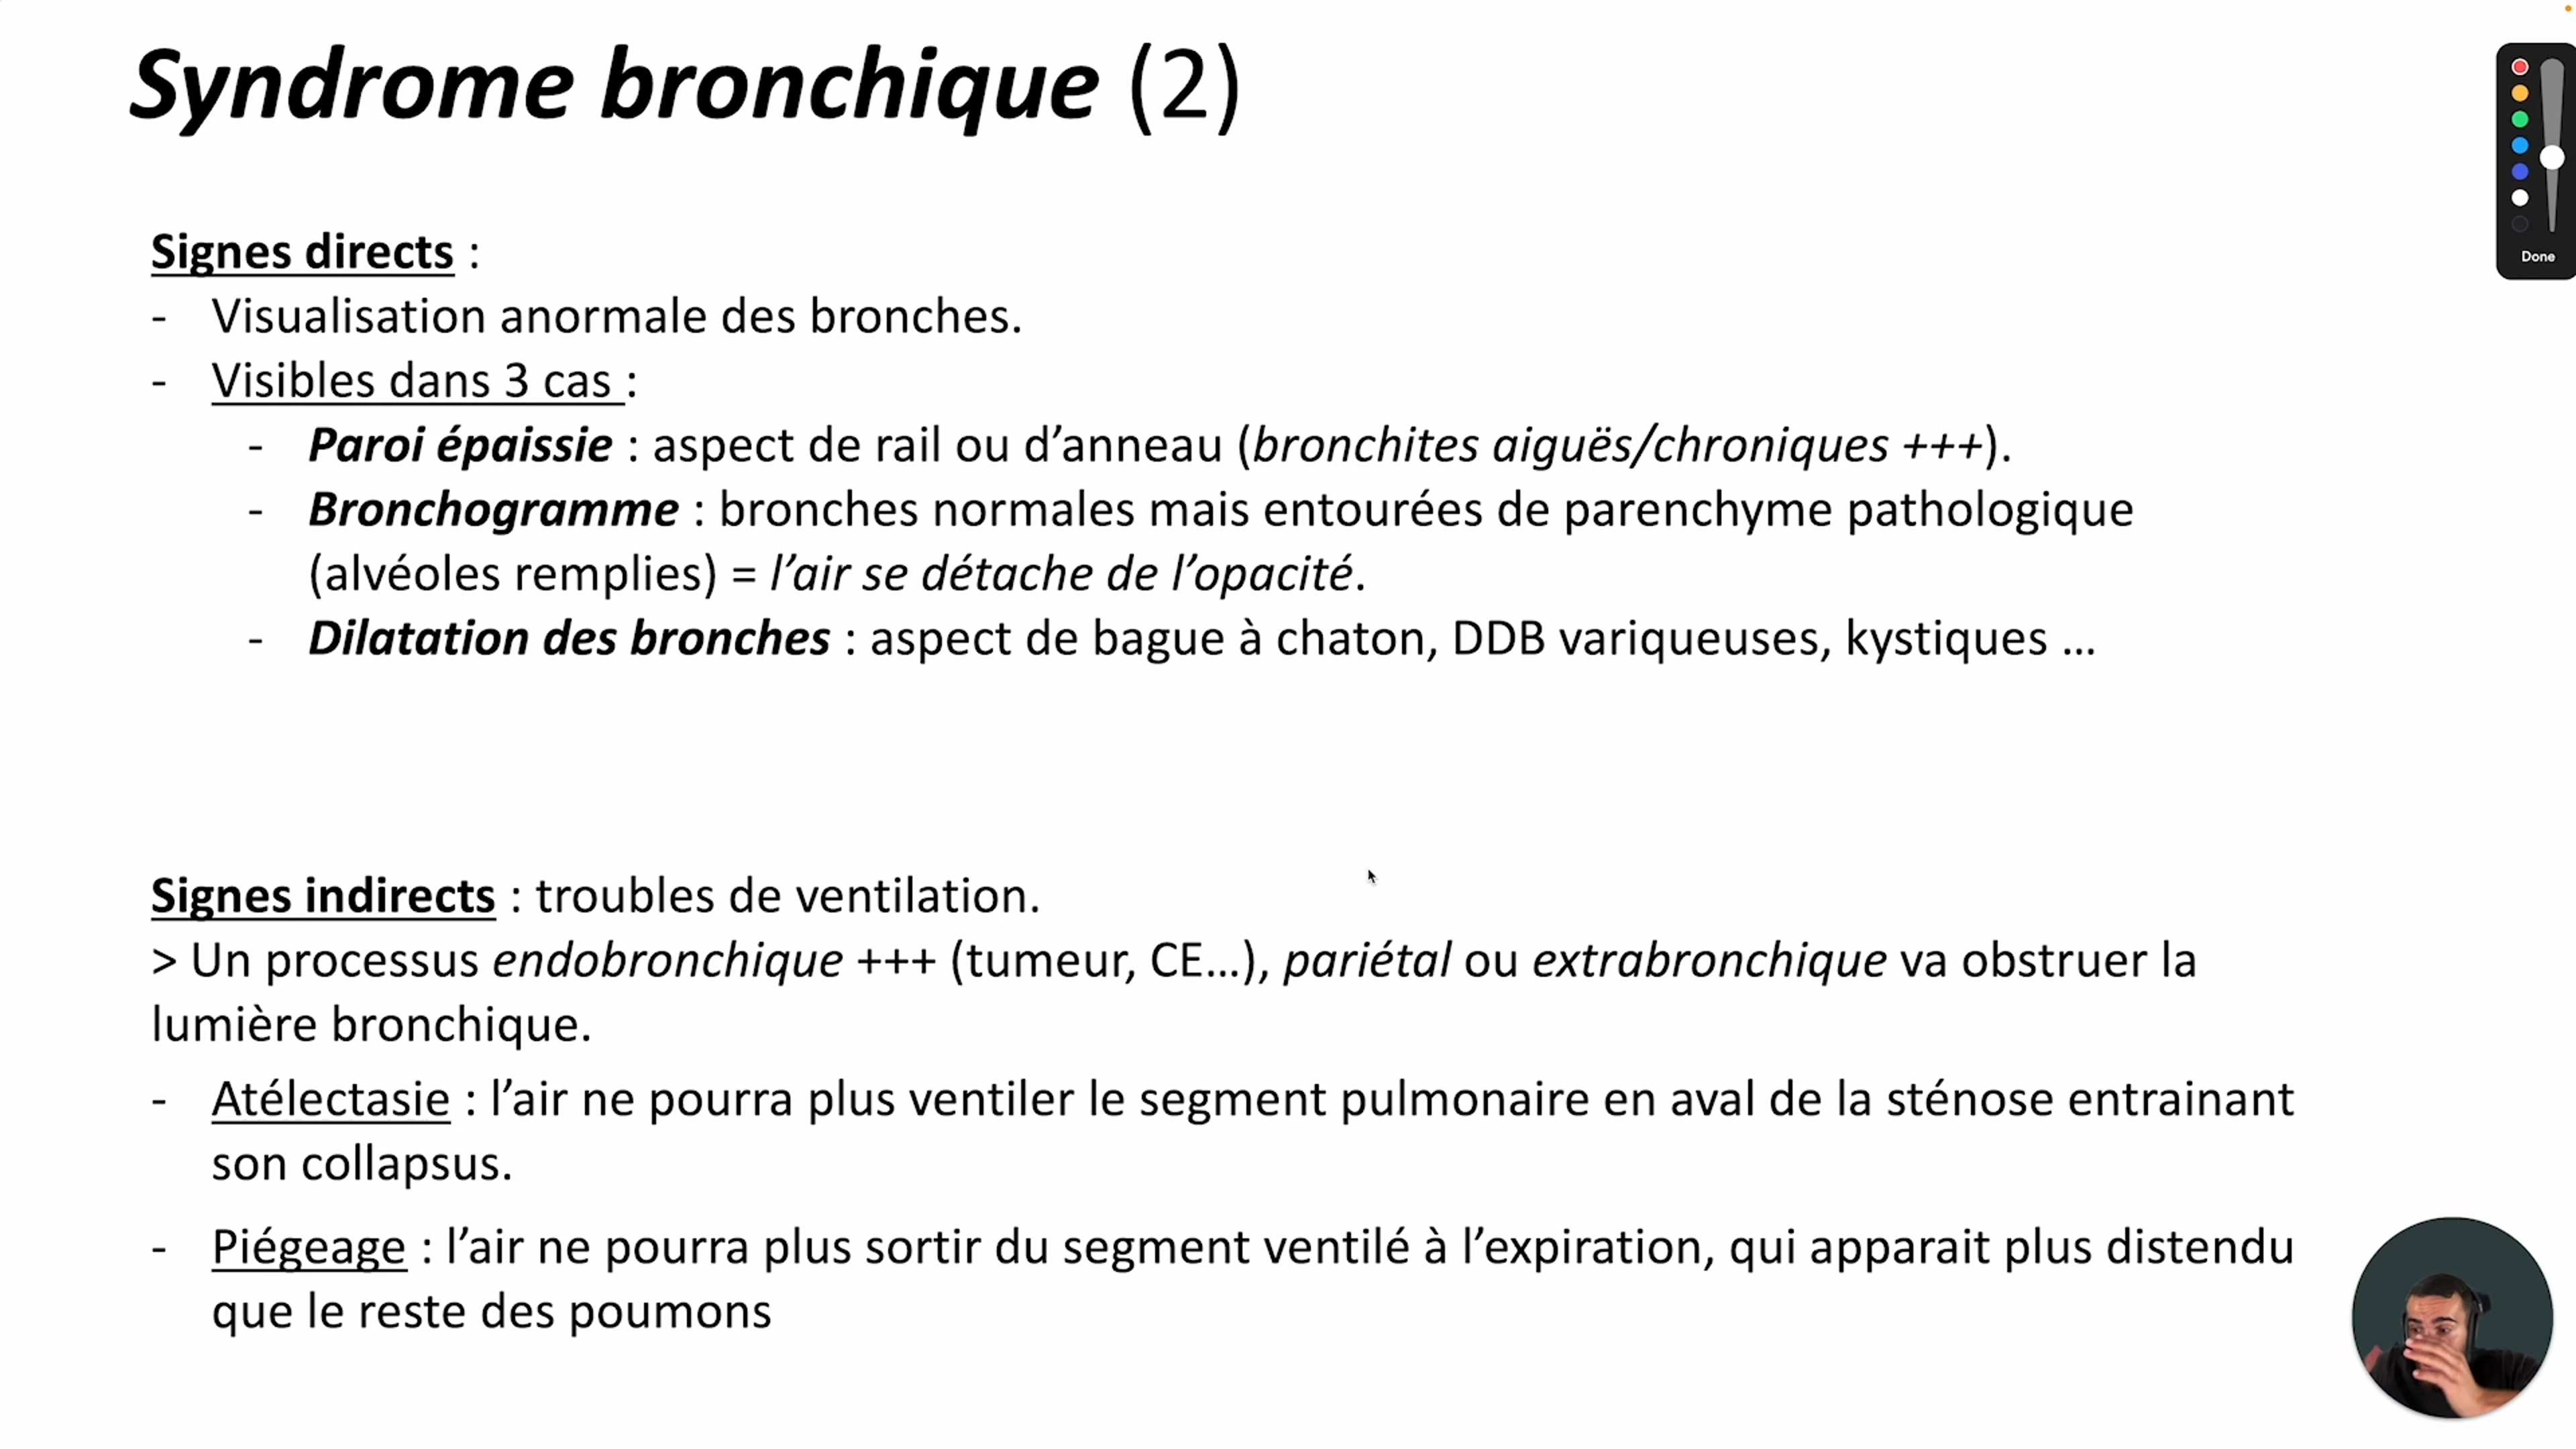 Syndrome bronchique (2)
Done
Signes directs :
- Visualisation anormale des bronches.
- Visibles dans 3 cas :
- Paroi épaissie : aspect de rail ou d’anneau (bronchites aiguës/chroniques +++).
- Bronchogramme : bronches normales mais entourées de parenchyme pathologique
(alvéoles remplies) = l’air se détache de l’opacité.
- Dilatation des bronches : aspect de bague à chaton, DDB variqueuses, kystiques ...
Signes indirects : troubles de ventilation.
> Un processus endobronchique +++ (tumeur, CE...), pariétal ou extrabronchique va obstruer la
lumière bronchique.
- Atélectasie : l’air ne pourra plus ventiler le segment pulmonaire en aval de la sténose entrainant
son collapsus.
- Piégeage : l’air ne pourra plus sortir du segment ventilé à l’expiration, qui apparait plus distendu
que le reste des poumons